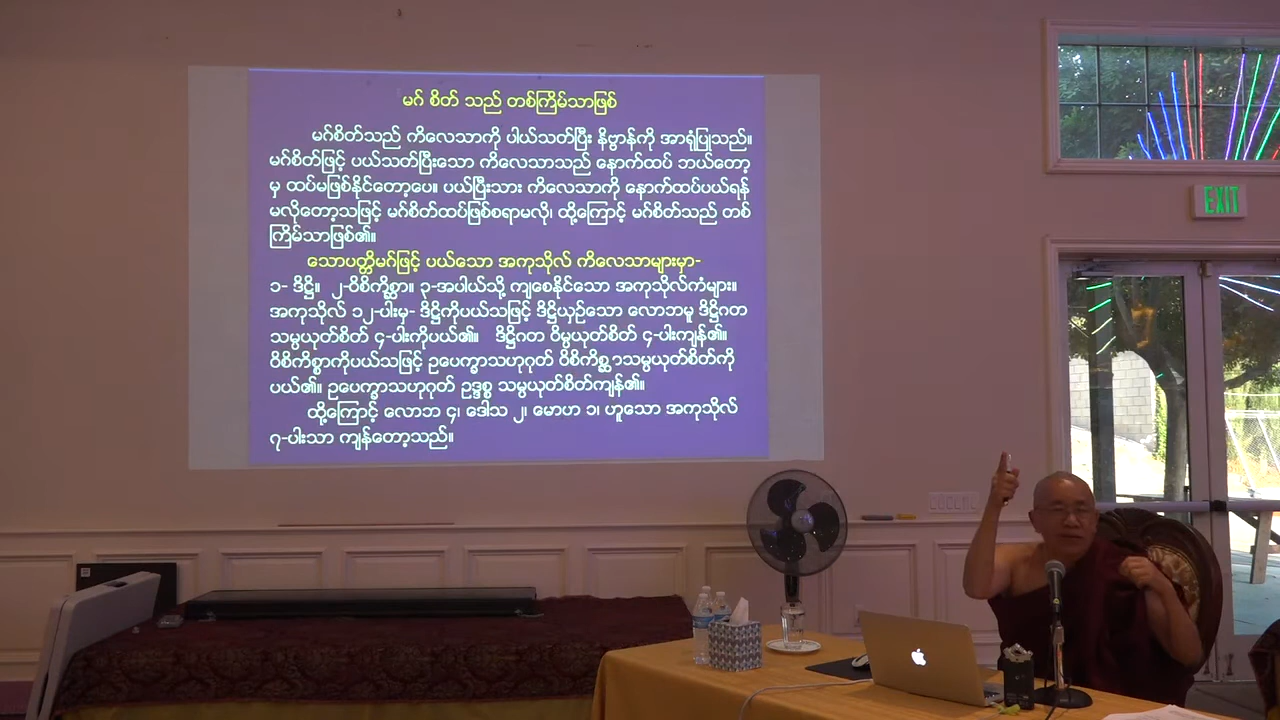 မဂ် စိတ် သည် တစ်ကြိမ်သာဖြစ်
မဂ်စိတ်သည် ကိလေသာကို ပါယ်သတ်ပြီး နိဗ္ဗာန်ကို အာရုံပြုသည်။
မဂ်စိတ်ဖြင့် ပယ်သတ်ပြီးသော ကိလေသာသည် နောက်ထပ် ဘယ်တော့
မှ ထပ်မဖြစ်နိုင်တော့ပေ။ ပယ်ပြီးသား ကိလေသာကို နောက်ထပ်ပယ်ရန်
မလိုတော့သဖြင့် မဂ်စိတ်ထပ်ဖြစ်စရာမလို၊ ထို့ကြောင့် မဂ်စိတ်သည် တစ်
ကြိမ်သာဖြစ်၏။
သောပတ္တိမဂ်ဖြင့် ပယ်သော အကုသိုလ် ကိလေသာများမှာ-
၁- ဒိဋ္ဌိ။ ၂-ဝိစိကိစ္ဆာ။ ၃-အပါယ်သို့ ကျစေနိုင်သော အကုသိုလ်ကံများ။
အကုသိုလ် ၁၂-ပါးမှ- ဒိဋ္ဌိကိုပယ်သဖြင့် ဒိဋ္ဌိယှဉ်သော လောဘမူ ဒိဋ္ဌိဂတ
သမ္ပယုတ်စိတ် ၄-ပါးကိုပယ်၏။ ဒိဋ္ဌိဂတ ဝိမ္ပယုတ်စိတ် ၄-ပါးကျန်၏။
ဝိစိကိစ္ဆာကိုပယ်သဖြင့် ဥပေက္ခာသဟဂုတ် ဝိစိကိစ္ဆာသမ္ပယုတ်စိတ်ကို
ပယ်၏။ ဥပေက္ခာသဟဂုတ် ဥဒ္ဒစ္စ သမ္ပယုတ်စိတ်ကျန်၏။
ထို့ကြောင့် လောဘ ၄၊ ဒေါသ ၂၊ မောဟ ၁၊ ဟူသော အကုသိုလ်
၇-ပါးသာ ကျန်တော့သည်။
EXIT